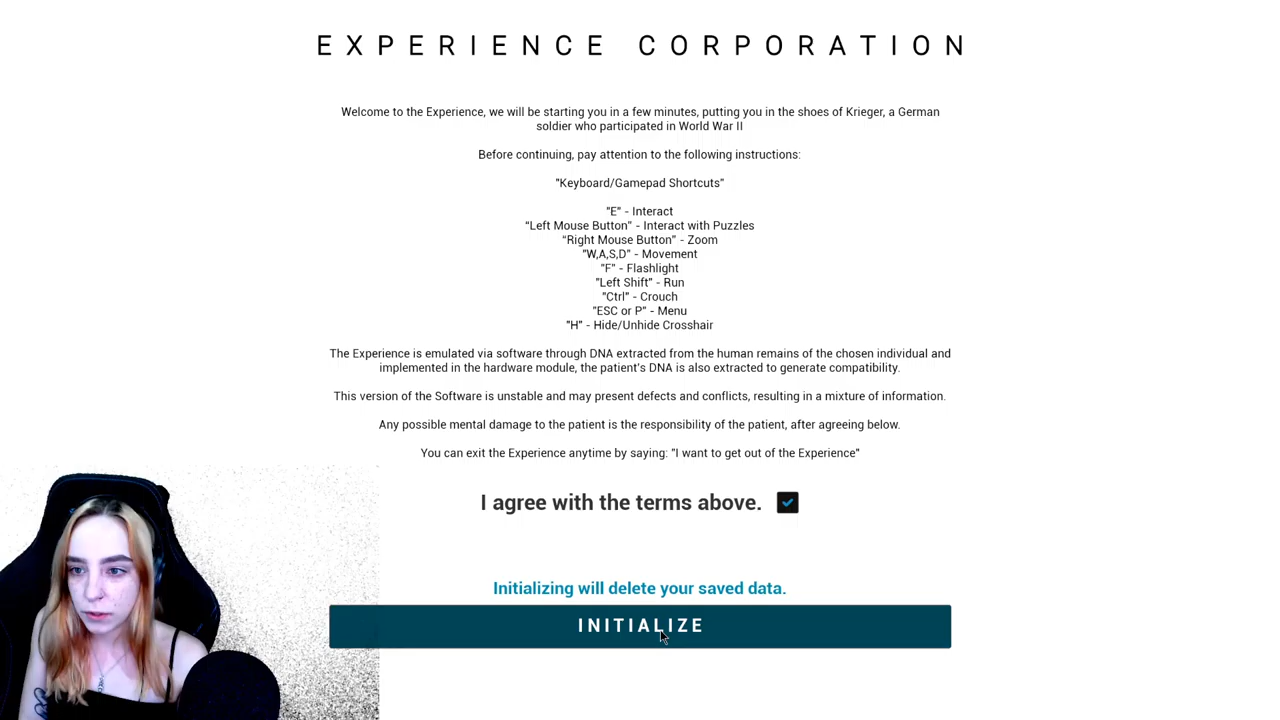 EXPERIENCE CORPORATION
Welcome to the Experience, we will be starting you in a few minutes, putting you in the shoes of Krieger, a German
soldier who participated in World War II
Before continuing, pay attention to the following instructions:
"Keyboard/Gamepad Shortcuts"
"E" - Interact
"Left Mouse Button" - Interact with Puzzles
"Right Mouse Button" - Zoom
"W,A,S,D" - Movement
"F" - Flashlight
"Left Shift" - Run
"Ctrl" - Crouch
"ESC or P" - Menu
"H" - Hide/Unhide Crosshair
The Experience is emulated via software through DNA extracted from the human remains of the chosen individual and
implemented in the hardware module, the patient's DNA is also extracted to generate compatibility.
This version of the Software is unstable and may present defects and conflicts, resulting in a mixture of information.
Any possible mental damage to the patient is the responsibility of the patient, after agreeing below.
You can exit the Experience anytime by saying: "I want to get out of the Experience"
I agree with the terms above.
Initializing will delete your saved data.
INITIALIZE